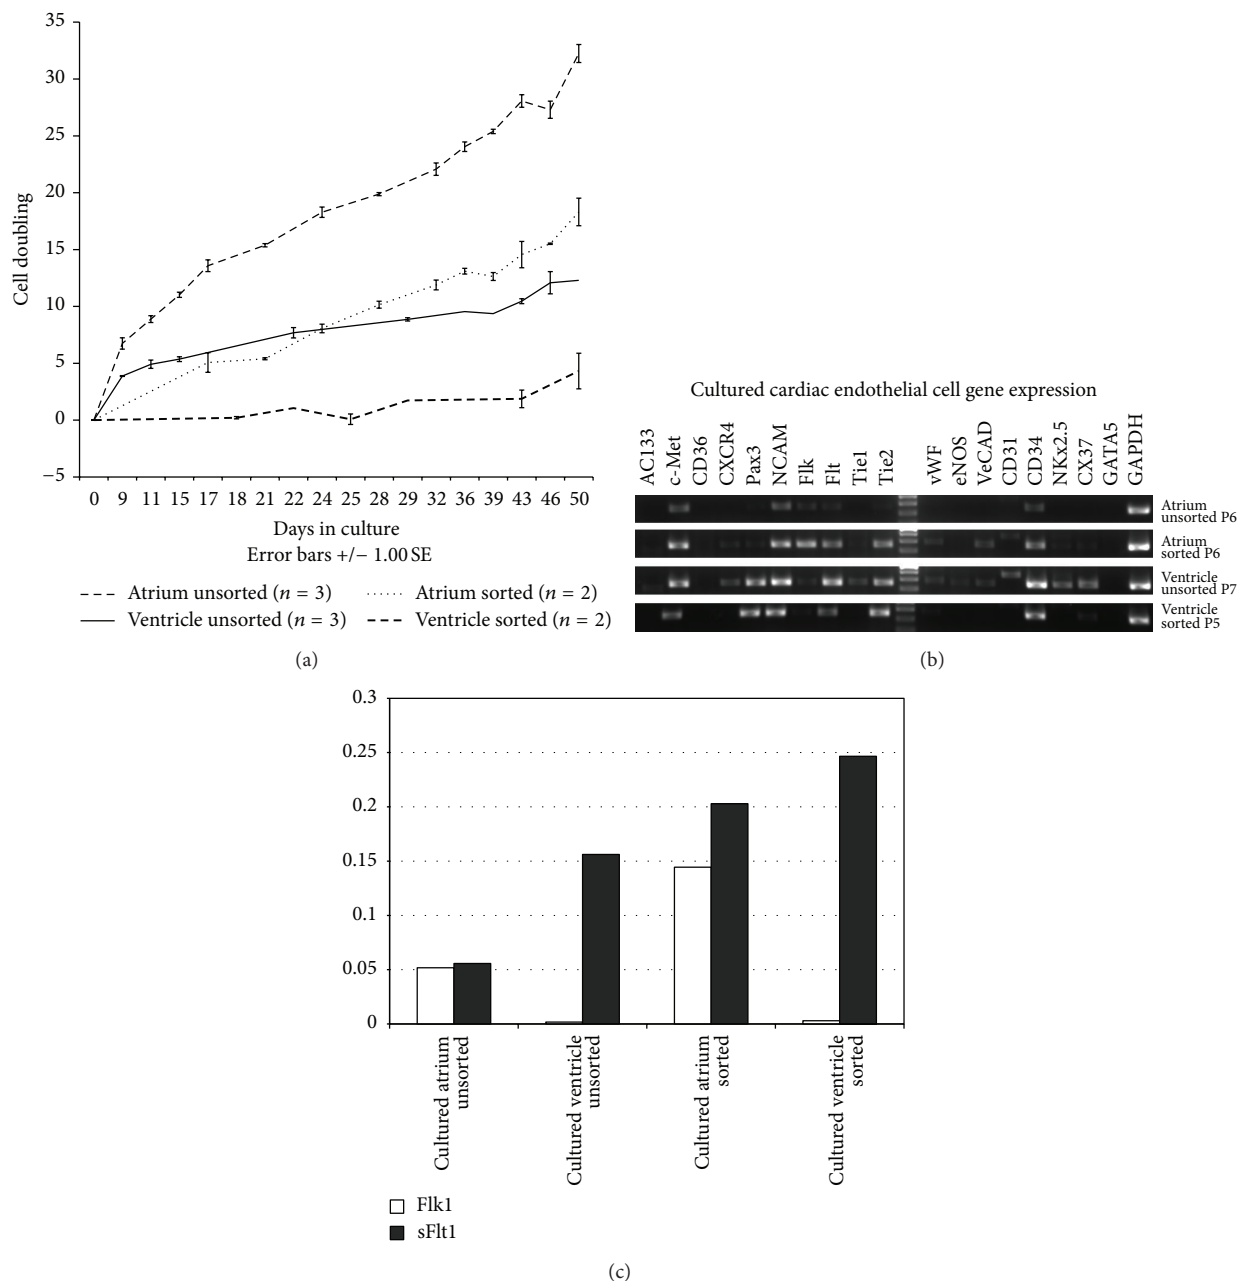 35
30
25
20
15
10
5
0
−5
Cell doubling
0 9 11 15 17 18 21 22 24 25 28 29 32 36 39 43 46 50
Days in culture
Error bars +/− 1.00 SE
Atrium unsorted (n = 3)
Atrium sorted (n = 2)
Ventricle unsorted (n = 3)
Ventricle sorted (n = 2)
(a)
Cultured cardiac endothelial cell gene expression
AC133 c-Met CD36 CXCR4 Pax3 NCAM Flk Flt Tie1 Tie2 vWF eNOS VeCAD CD31 CD34 NKx2.5 CX37 GATA5 GAPDH
Atrium
unsorted P6
Atrium
sorted P6
Ventricle
unsorted P7
Ventricle
sorted P5
(b)
0.3
0.25
0.2
0.15
0.1
0.05
0
Cultured atrium
unsorted
Cultured ventricle
unsorted
Cultured atrium
sorted
Cultured ventricle
sorted
Flk1
sFlt1
(c)